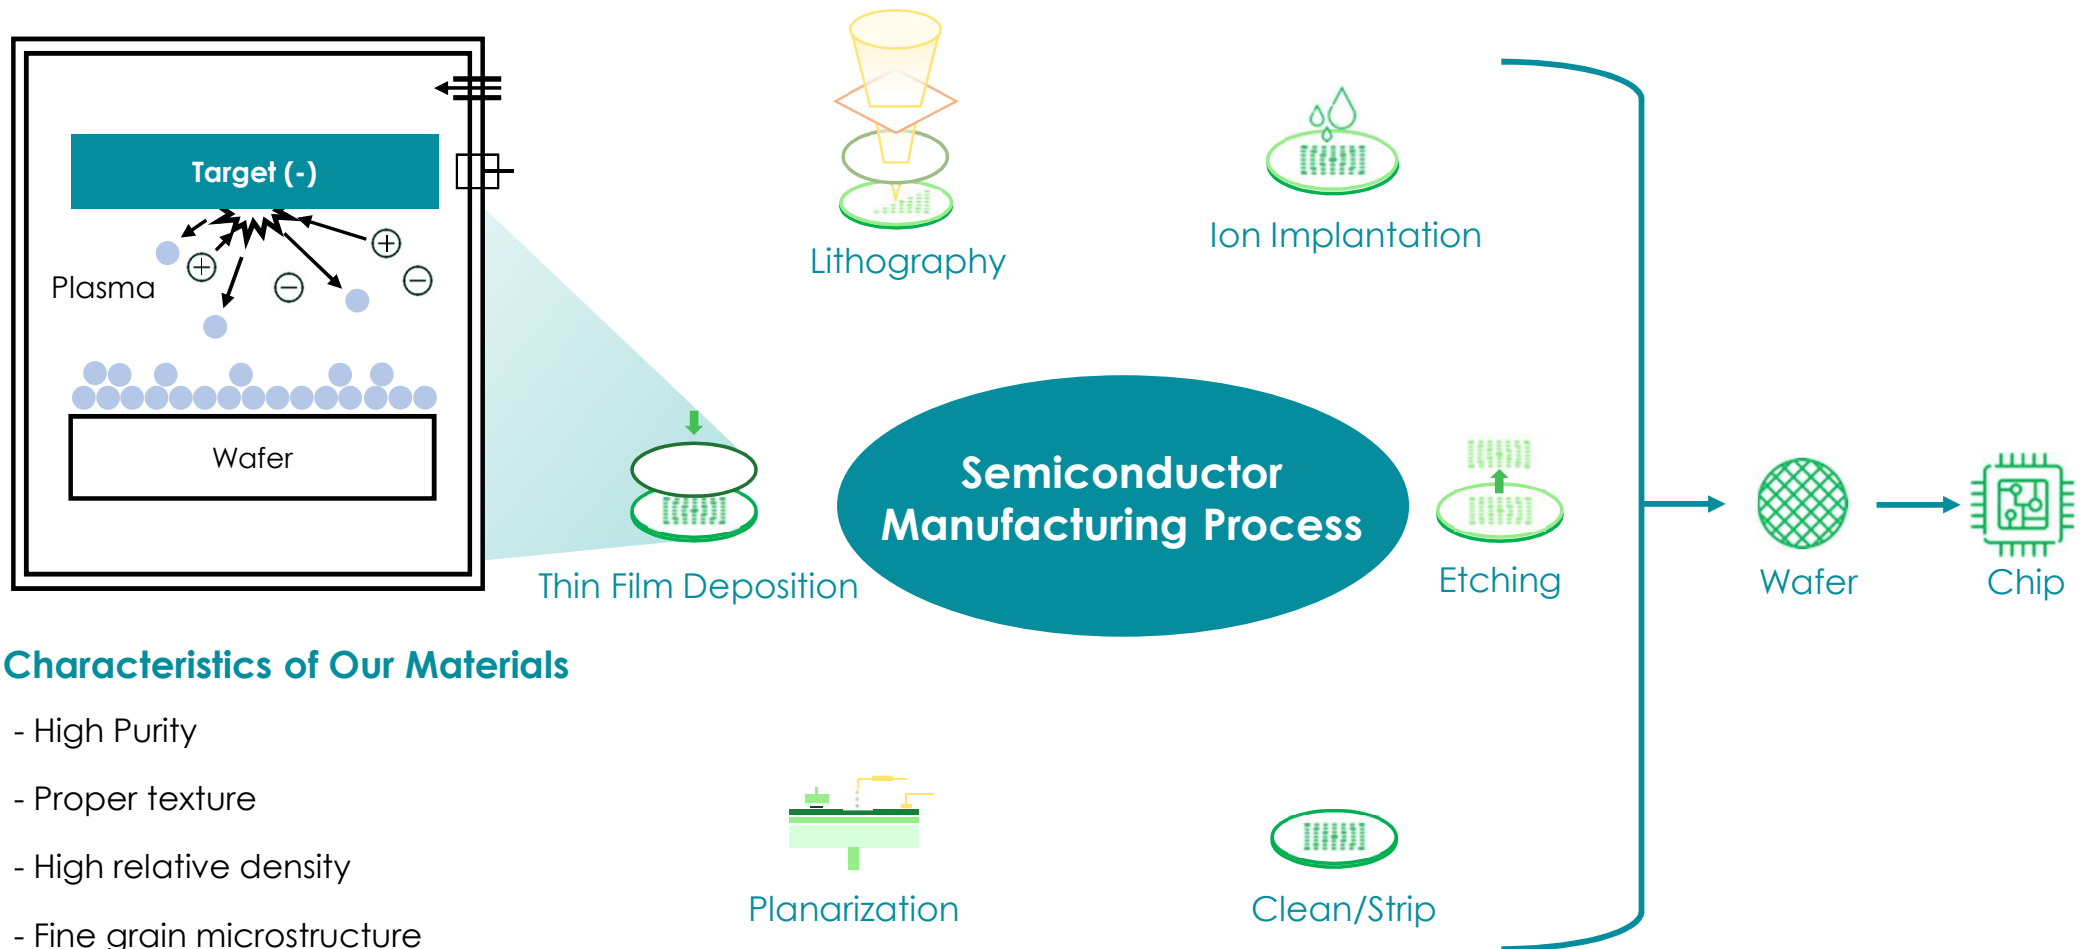 Target (-)
Plasma
Wafer
Lithography
Ion Implantation
Semiconductor
Manufacturing Process
Thin Film Deposition
Etching
Wafer
Chip
Planarization
Clean/Strip
Characteristics of Our Materials
- High Purity
- Proper texture
- High relative density
- Fine grain microstructure